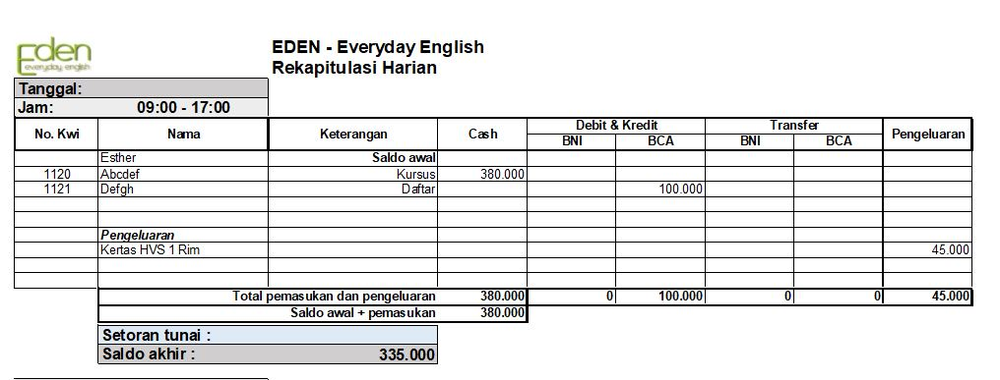 Eden
everyday english
EDEN - Everyday English
Rekapitulasi Harian
Tanggal:
Jam: 09:00 - 17:00
No. Kwi Nama Keterangan Cash Debit & Kredit Transfer Pengeluaran
BNI BCA BNI BCA
Esther Saldo awal
1120 Abcdef Kursus 380.000
1121 Defgh Daftar 100.000
Pengeluaran
Kertas HVS 1 Rim 45.000
Total pemasukan dan pengeluaran 380.000 0 100.000 0 0 45.000
Saldo awal + pemasukan 380.000
Setoran tunai :
Saldo akhir : 335.000